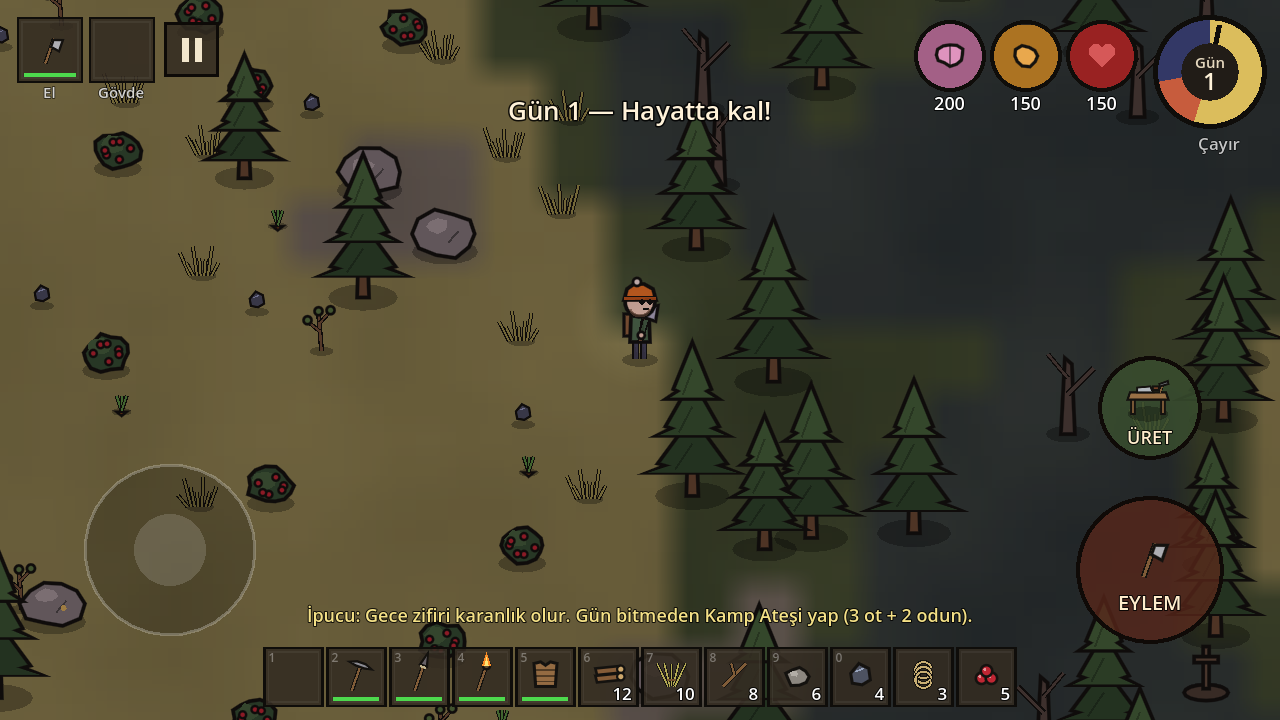 El
Gövde
Gün 1 — Hayatta kal!
200
150
150
Gün
1
Çayır
ÜRET
EYLEM
İpucu: Gece zifiri karanlık olur. Gün bitmeden Kamp Ateşi yap (3 ot + 2 odun).
1
2
3
4
5
6
12
7
10
8
8
9
6
0
4
3
5